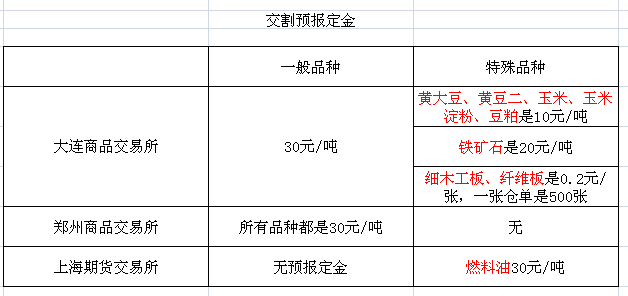 交割预报定金
一般品种
特殊品种
大连商品交易所
30元/吨
黄大豆、黄豆二、玉米、玉米
淀粉、豆粕是10元/吨
铁矿石是20元/吨
细木工板、纤维板是0.2元/
张，一张仓单是500张
郑州商品交易所
所有品种都是30元/吨
无
上海期货交易所
无预报定金
燃料油30元/吨